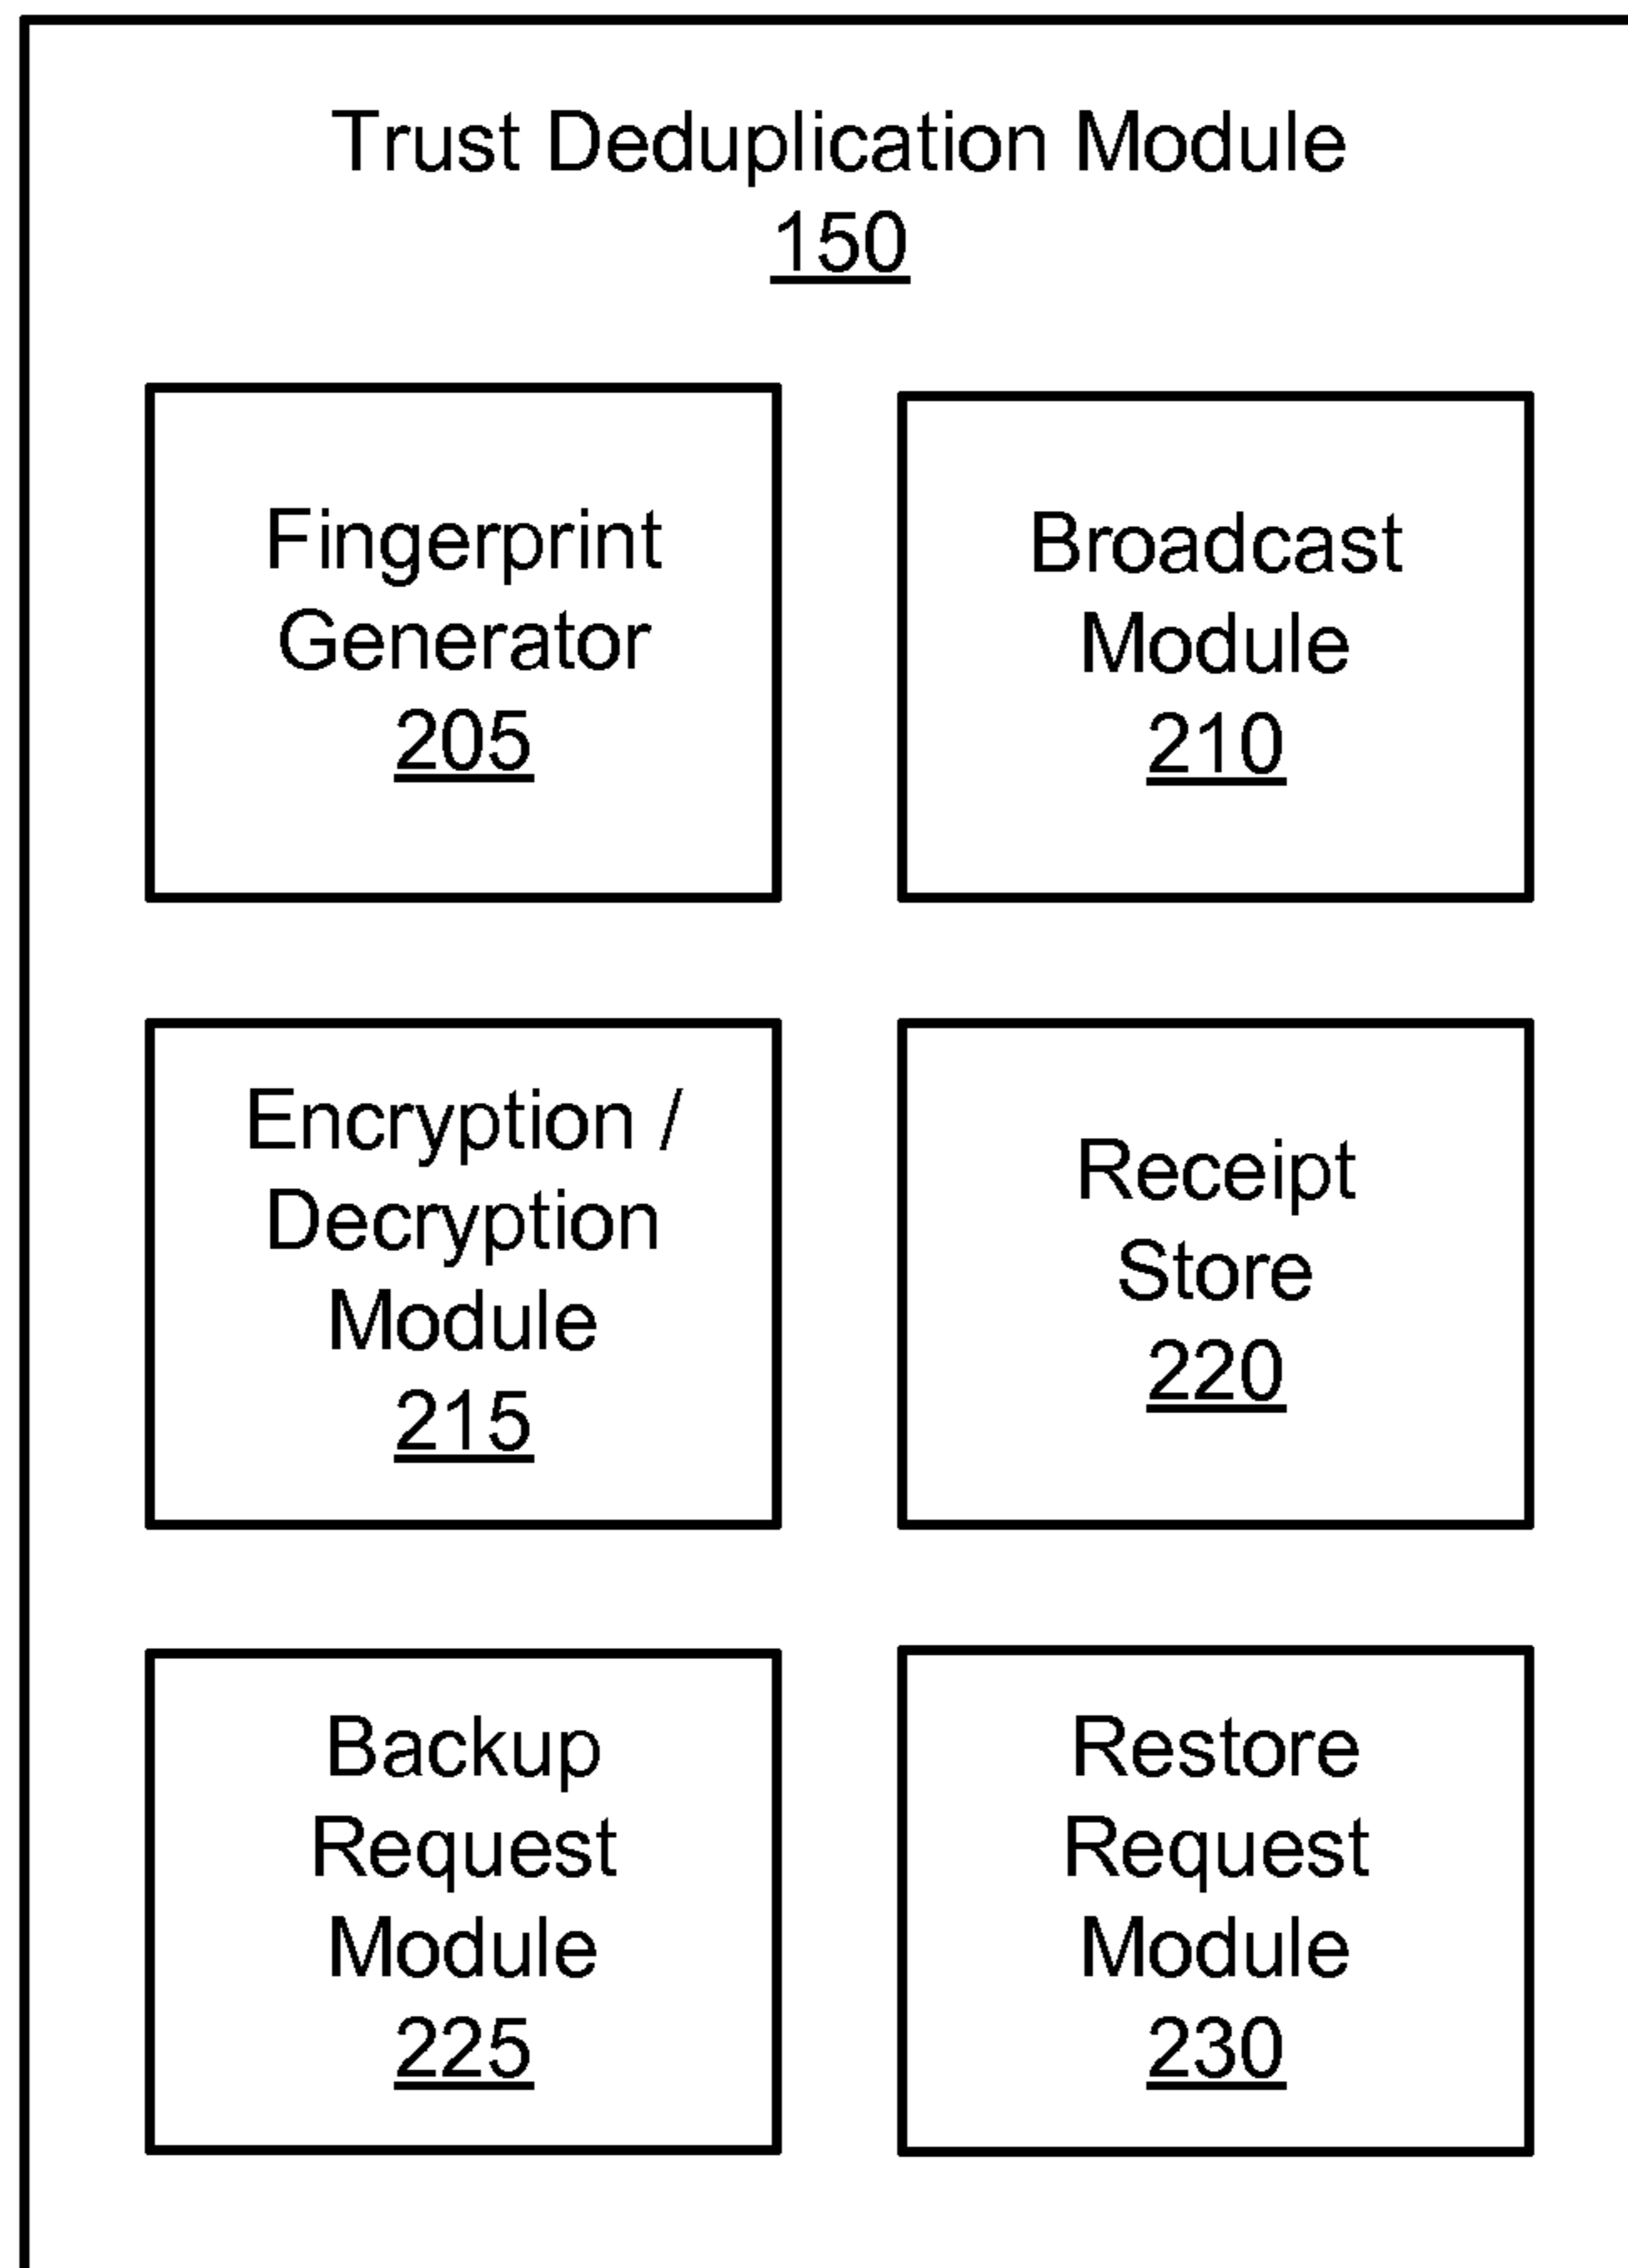 Trust Deduplication Module
150
Fingerprint
Generator
205
Broadcast
Module
210
Encryption /
Decryption
Module
215
Receipt
Store
220
Backup
Request
Module
225
Restore
Request
Module
230